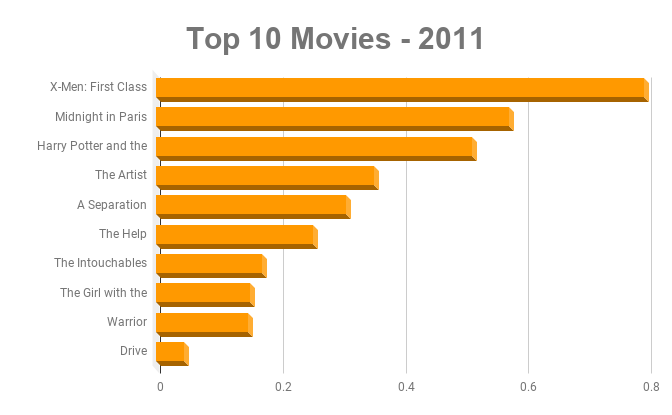 Top 10 Movies - 2011
X-Men: First Class
Midnight in Paris
Harry Potter and the
The Artist
A Separation
The Help
The Intouchables
The Girl with the
Warrior
Drive
0 0.2 0.4 0.6 0.8